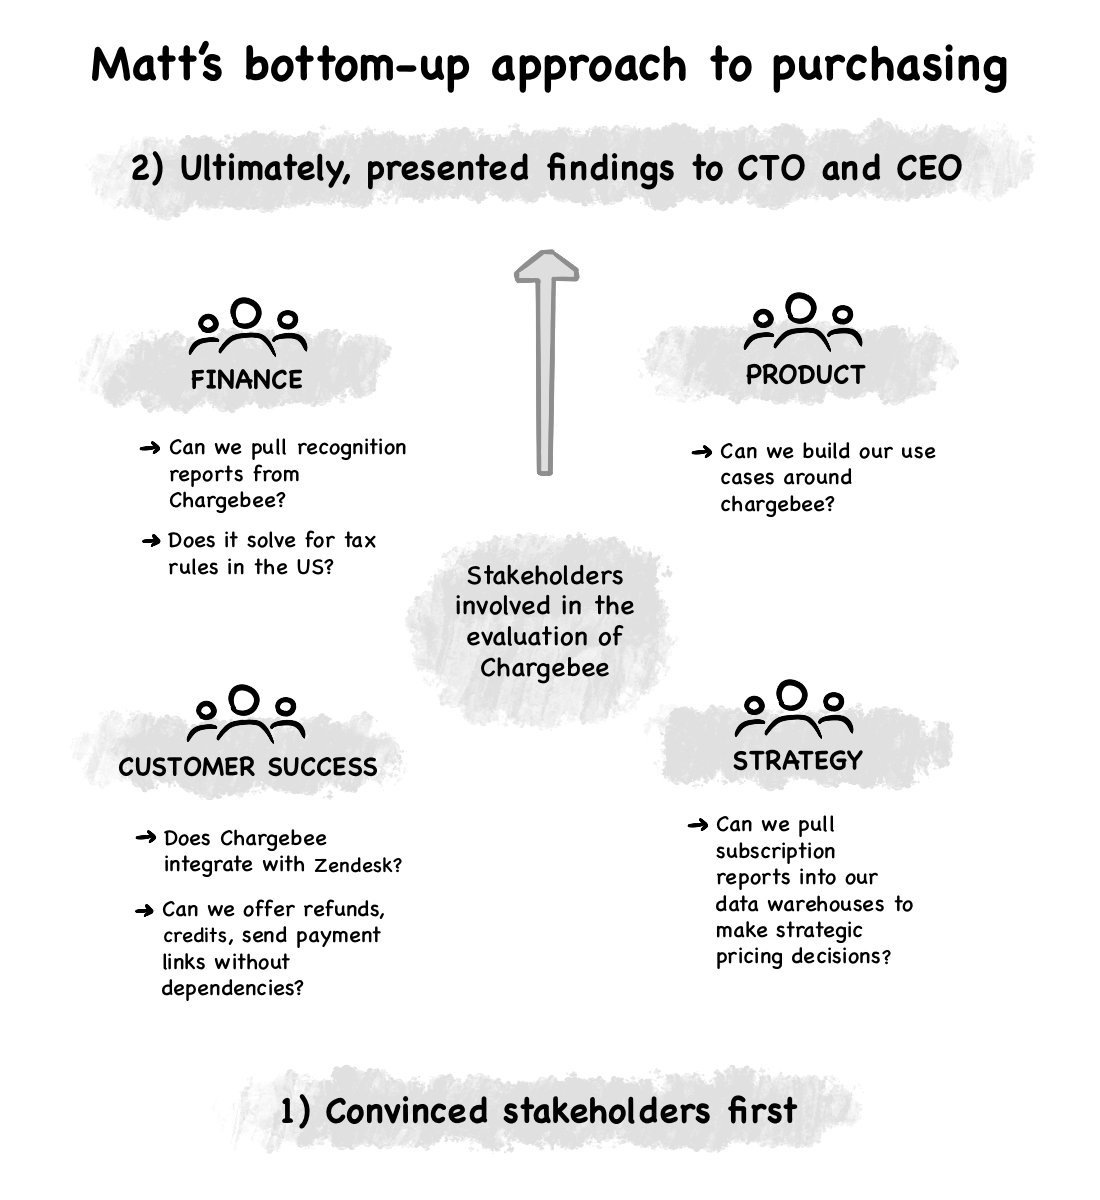 Matt's bottom-up approach to purchasing
2) Ultimately, presented findings to CTO and CEO
FINANCE
→ Can we pull recognition
reports from
Chargebee?
→ Does it solve for tax
rules in the US?
PRODUCT
→ Can we build our use
cases around
chargebee?
Stakeholders
involved in the
evaluation of
Chargebee
CUSTOMER SUCCESS
→ Does Chargebee
integrate with Zendesk?
→ Can we offer refunds,
credits, send payment
links without
dependencies?
STRATEGY
→ Can we pull
subscription
reports into our
data warehouses to
make strategic
pricing decisions?
1) Convinced stakeholders first